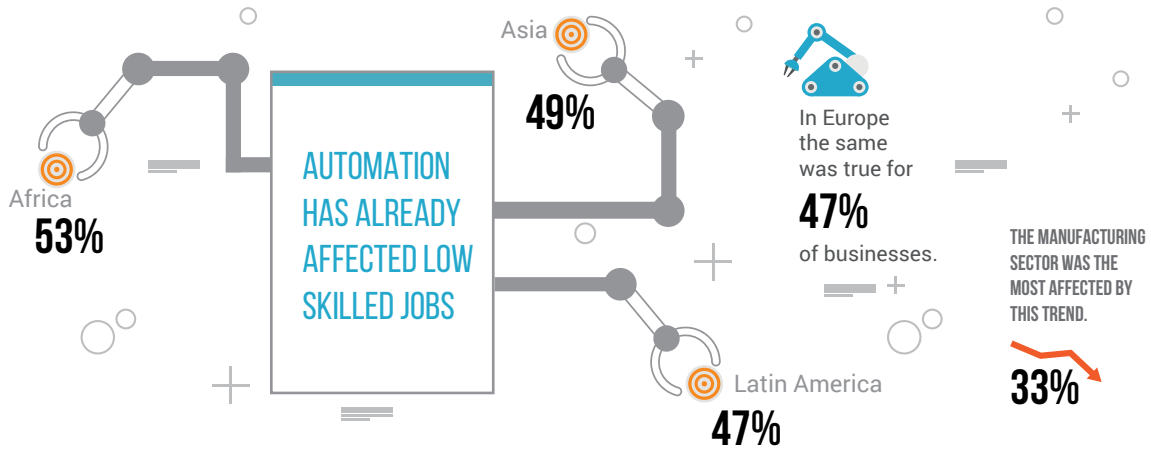 Africa
53%
AUTOMATION
HAS ALREADY
AFFECTED LOW
SKILLED JOBS
Asia
49%
Latin America
47%
In Europe
the same
was true for
47%
of businesses.
THE MANUFACTURING
SECTOR WAS THE
MOST AFFECTED BY
THIS TREND.
33%